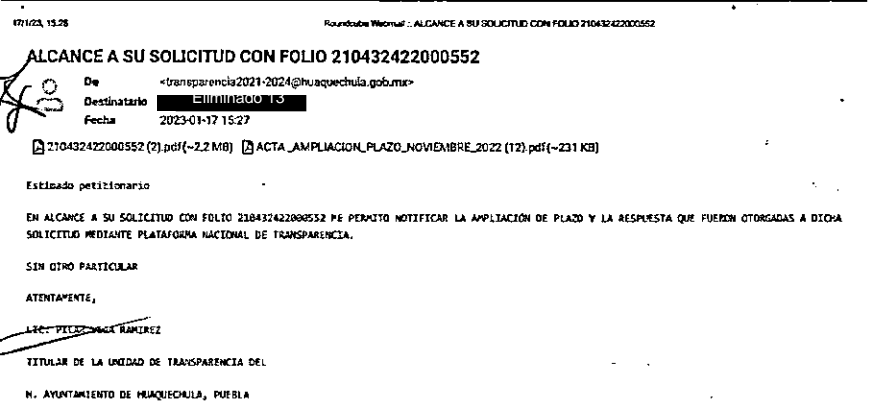 17/1/23, 15:28 Roundcube Webmail :: ALCANCE A SU SOLICITUD CON FOLIO 210432422000552
ALCANCE A SU SOLICITUD CON FOLIO 210432422000552
De <transparencia2021-2024@huaquechula.gob.mx>
Destinatario Eliminado 13
Fecha 2023-01-17 15:27
210432422000552 (2).pdf(~2,2 MB) ACTA_AMPLIACION_PLAZO_NOVIEMBRE_2022 (12).pdf(~231 KB)
Estimado petitionario
EN ALCANCE A SU SOLICITUD CON FOLIO 210432422000552 ME PERMITO NOTIFICAR LA AMPLIACIÓN DE PLAZO Y LA RESPUESTA QUE FUERON OTORGADAS A DICHA
SOLICITUD MEDIANTE PLATAFORMA NACIONAL DE TRANSPARENCIA.
SIN OTRO PARTICULAR
ATENTAMENTE,
LIC. RAMIREZ
TITULAR DE LA UNIDAD DE TRANSPARENCIA DEL
H. AYUNTAMIENTO DE HUAQUECHULA, PUEBLA